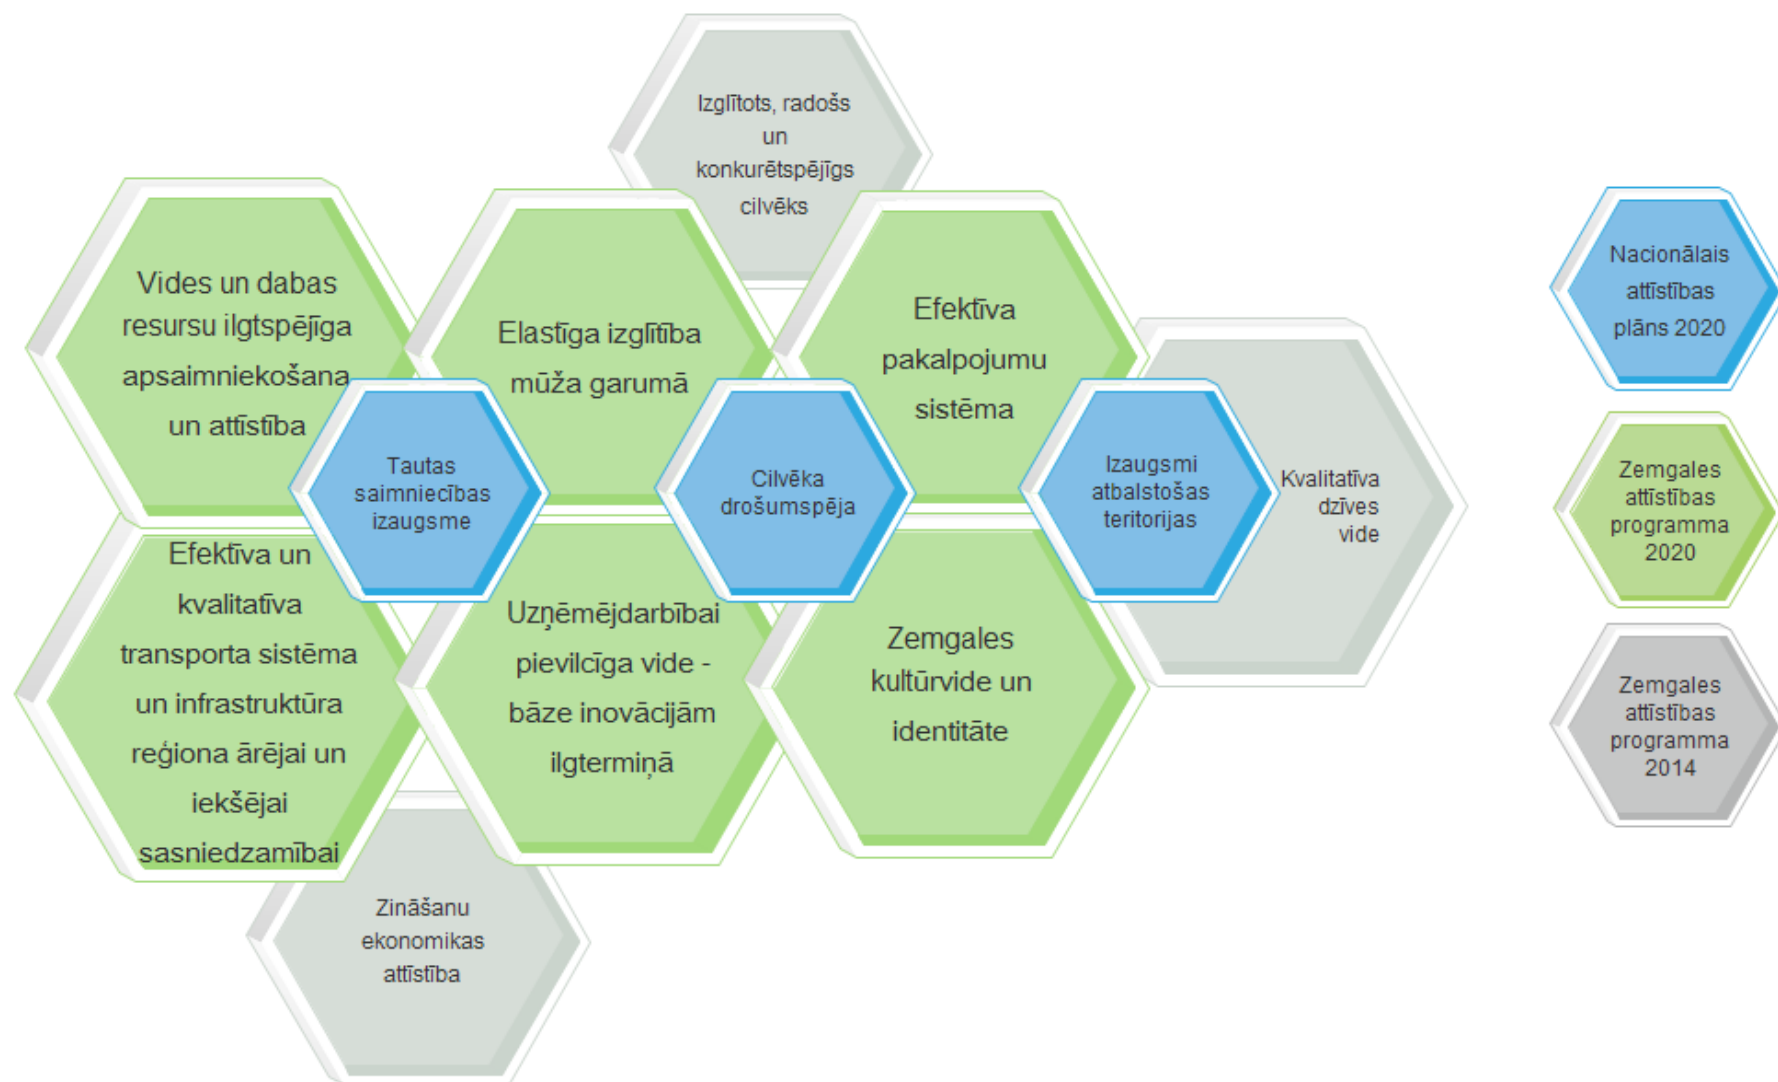 Izglītots, radošs
un
konkurētspējīgs
cilvēks
Vides un dabas
resursu ilgtspējīga
apsaimniekošana
un attīstība
Elastīga izglītība
mūža garumā
Efektīva
pakalpojumu
sistēma
Tautas
saimniecības
izaugsme
Cilvēka
drošumspēja
Izaugsmi
atbalstošas
teritorijas
Kvalitatīva
dzīves
vide
Efektīva un
kvalitatīva
transporta sistēma
un infrastruktūra
reģiona ārējai un
iekšējai
sasniedzamībai
Uzņēmējdarbībai
pievilcīga vide -
bāze inovācijām
ilgtermiņā
Zemgales
kultūrvide un
identitāte
Zināšanu
ekonomikas
attīstība
Nacionālais
attīstības
plāns 2020
Zemgales
attīstības
programma
2020
Zemgales
attīstības
programma
2014